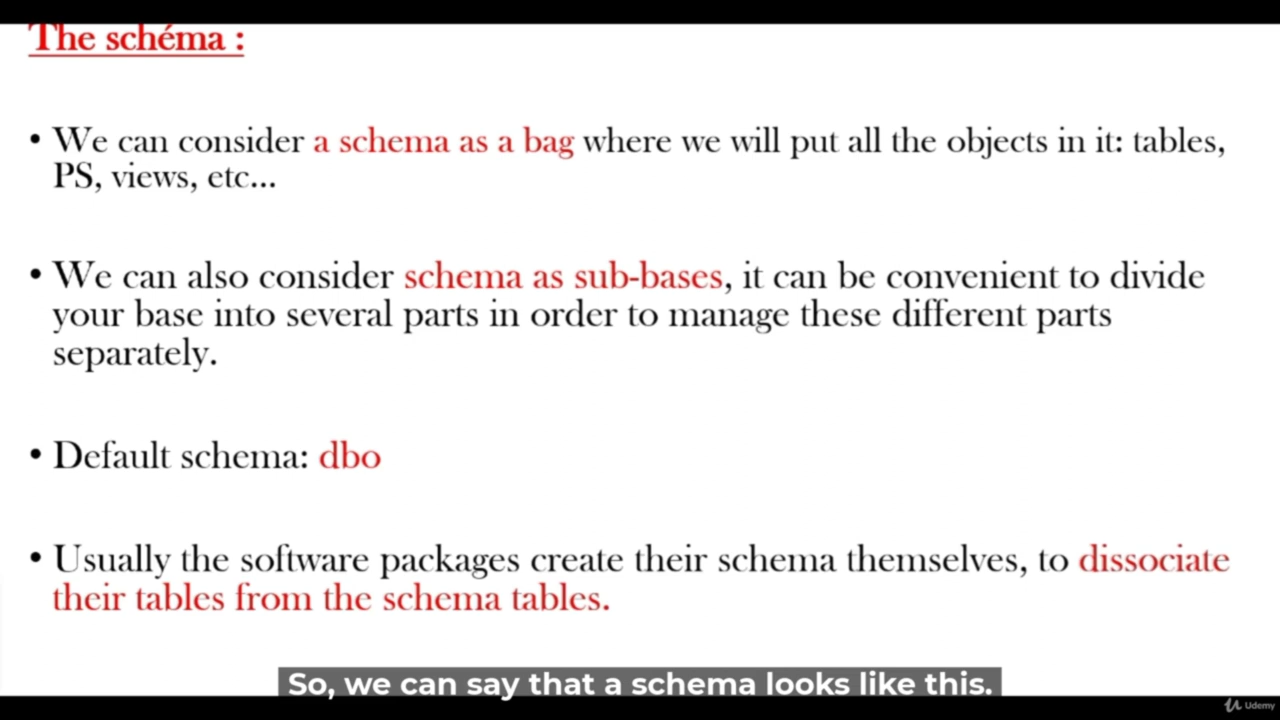 The schéma :
• We can consider a schema as a bag where we will put all the objects in it: tables,
PS, views, etc...
• We can also consider schema as sub-bases, it can be convenient to divide
your base into several parts in order to manage these different parts
separately.
• Default schema: dbo
• Usually the software packages create their schema themselves, to dissociate
their tables from the schema tables.
So, we can say that a schema looks like this.
Udemy